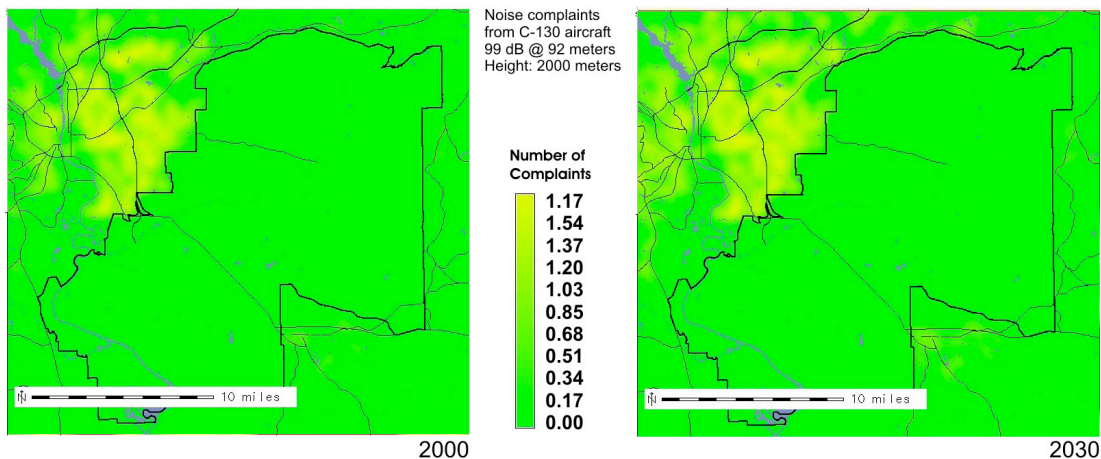 Noise complaints
from C-130 aircraft
99 dB @ 92 meters
Height: 2000 meters
Number of
Complaints
1.17
1.54
1.37
1.20
1.03
0.85
0.68
0.51
0.34
0.17
0.00
N
10 miles
2000
N
10 miles
2030